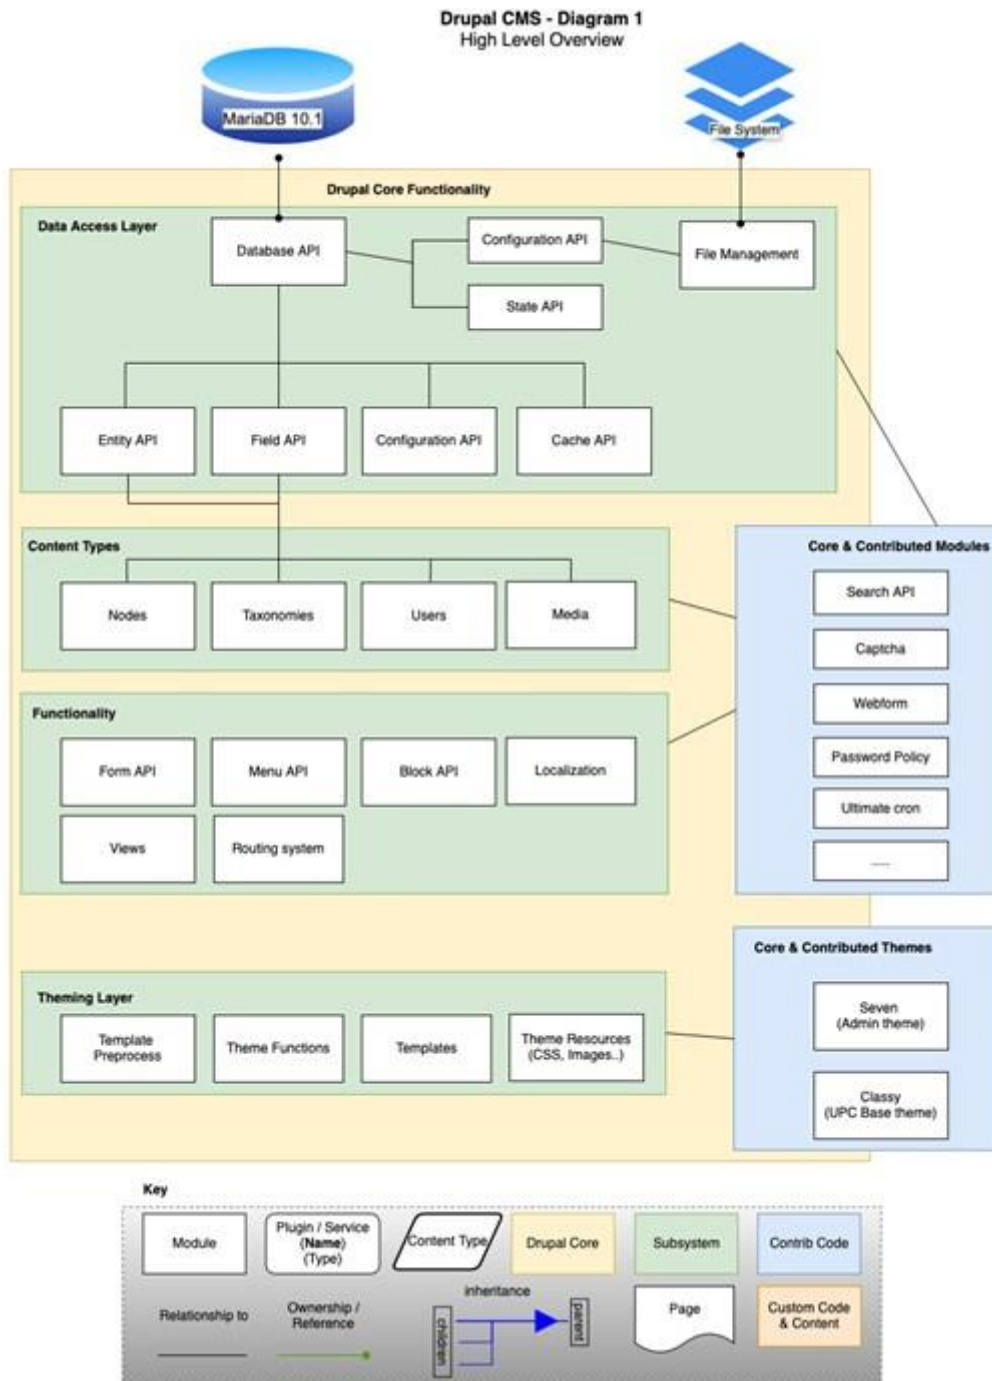 Drupal CMS - Diagram 1
High Level Overview
MariaDB 10.1
File System
Drupal Core Functionality
Data Access Layer
Database API
Configuration API
File Management
State API
Entity API
Field API
Configuration API
Cache API
Content Types
Nodes
Taxonomies
Users
Media
Core & Contributed Modules
Search API
Captcha
Webform
Password Policy
Ultimate cron
.....
Functionality
Form API
Menu API
Block API
Localization
Views
Routing system
Core & Contributed Themes
Seven
(Admin theme)
Classy
(UPC Base theme)
Theming Layer
Template
Preprocess
Theme Functions
Templates
Theme Resources
(CSS, Images..)
Key
Module
Plugin / Service
(Name)
(Type)
Content Type
Drupal Core
Subsystem
Contrib Code
Relationship to
Ownership /
Reference
inheritance
children
parent
Page
Custom Code
& Content